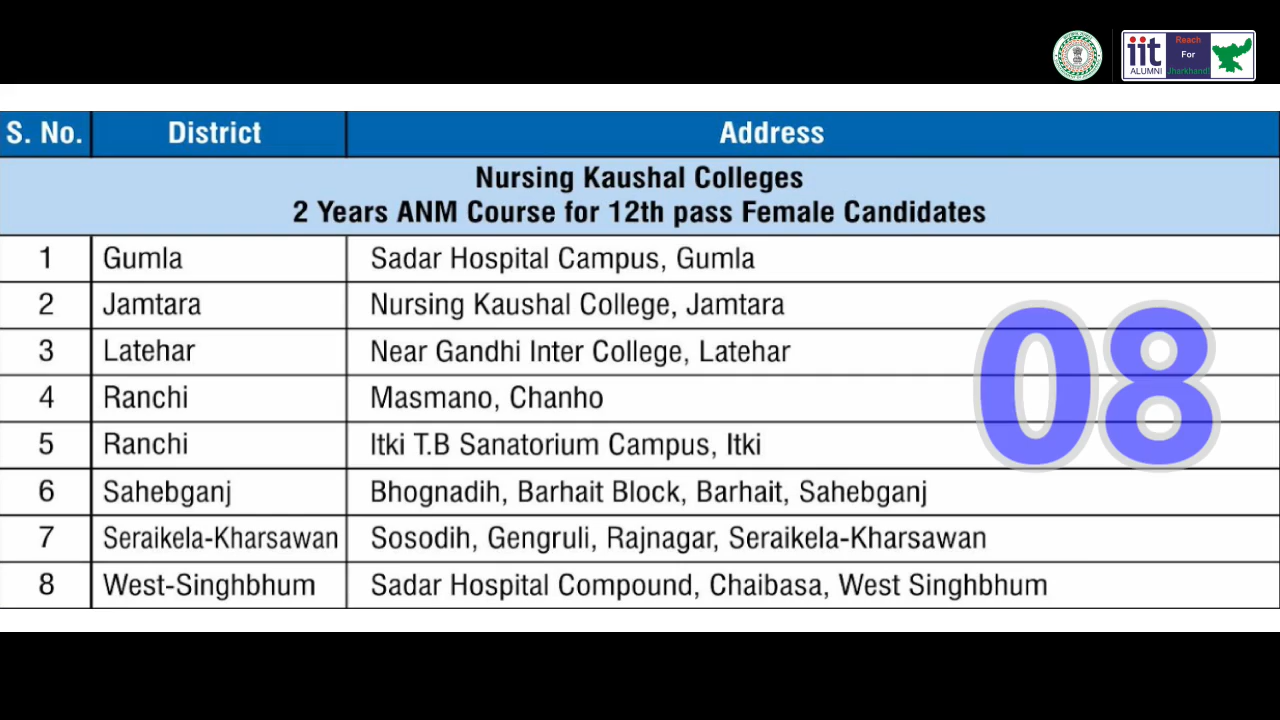 iit
ALUMNI
Reach
For
Jharkhand!
S. No. District Address
Nursing Kaushal Colleges
2 Years ANM Course for 12th pass Female Candidates
1 Gumla Sadar Hospital Campus, Gumla
2 Jamtara Nursing Kaushal College, Jamtara
3 Latehar Near Gandhi Inter College, Latehar
4 Ranchi Masmano, Chanho
5 Ranchi Itki T.B Sanatorium Campus, Itki
6 Sahebganj Bhognadih, Barhait Block, Barhait, Sahebganj
7 Seraikela-Kharsawan Sosodih, Gengruli, Rajnagar, Seraikela-Kharsawan
8 West-Singhbhum Sadar Hospital Compound, Chaibasa, West Singhbhum
08